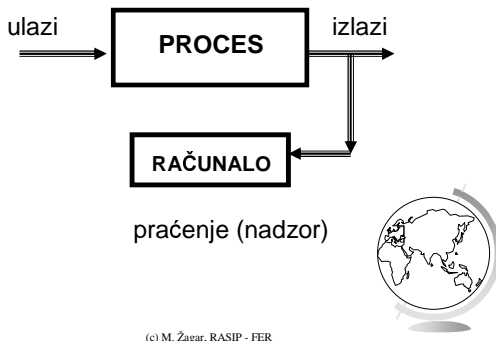 ulazi
PROCES
izlazi
RAČUNALO
praćenje (nadzor)
(c) M. Žagar, RASIP - FER